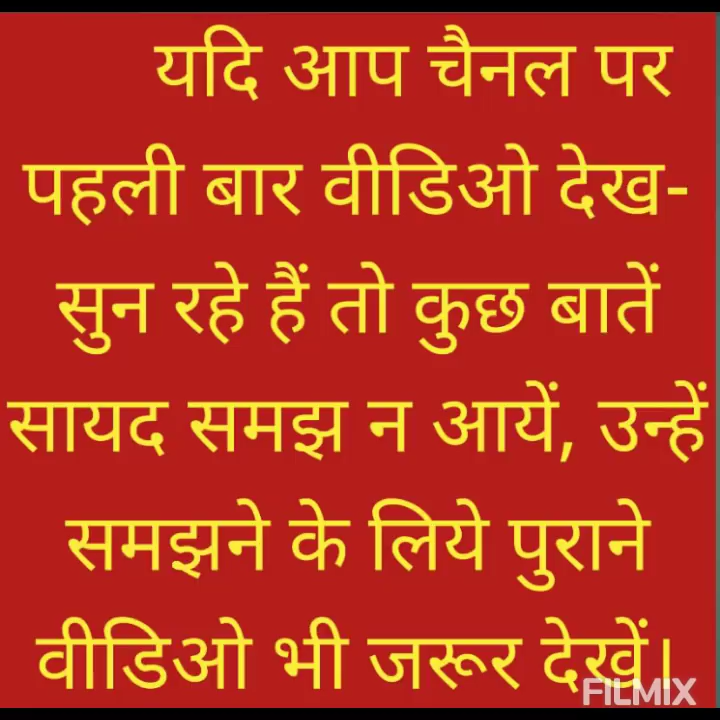 यदि आप चैनल पर
पहली बार वीडिओ देख-
सुन रहे हैं तो कुछ बातें
सायद समझ न आयें, उन्हें
समझने के लिये पुराने
वीडिओ भी जरूर देखें।
FILMIX